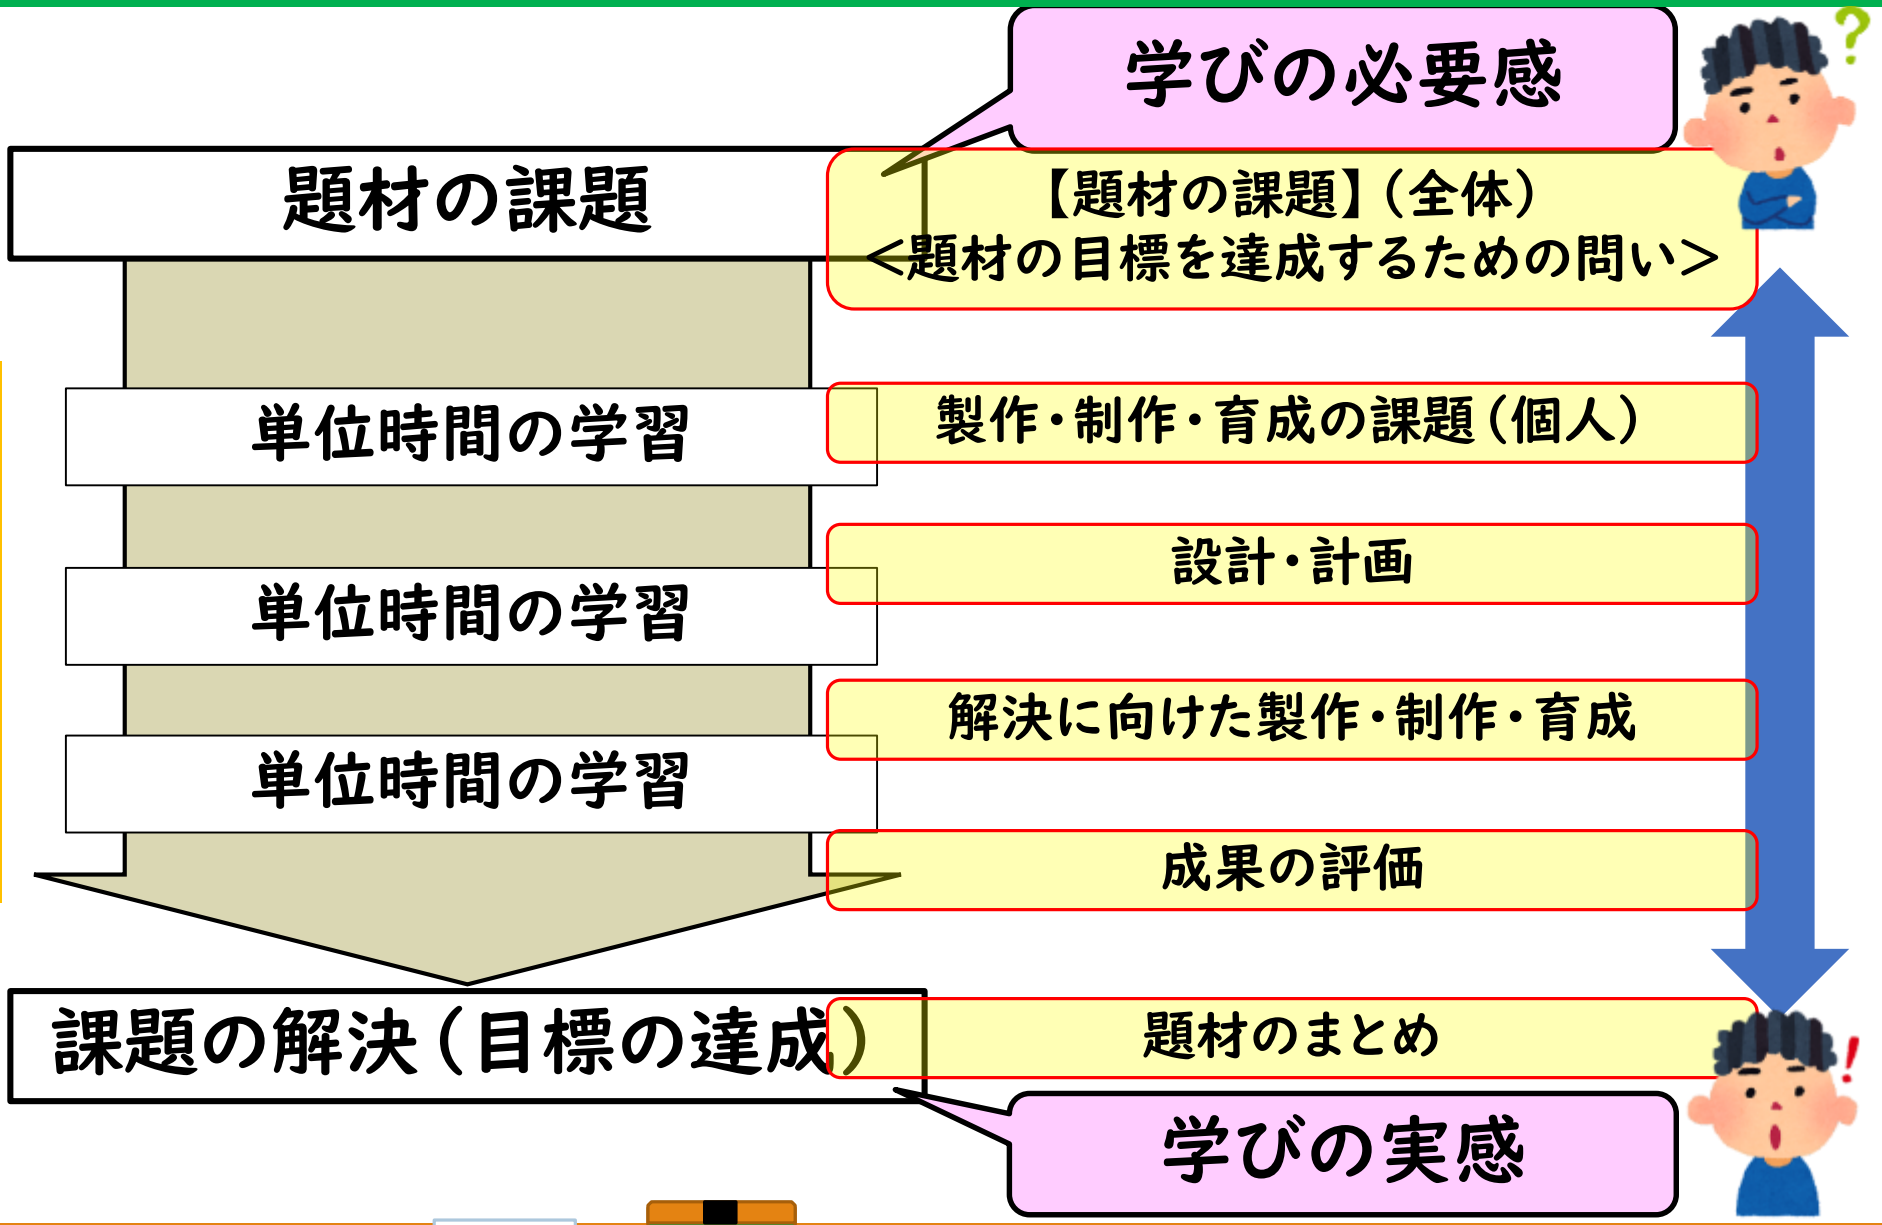 学びの必要感
?
題材の課題
【題材の課題】(全体)
<題材の目標を達成するための問い>
単位時間の学習
製作・制作・育成の課題(個人)
単位時間の学習
設計・計画
単位時間の学習
解決に向けた製作・制作・育成
成果の評価
課題の解決(目標の達成)
題材のまとめ
!
学びの実感